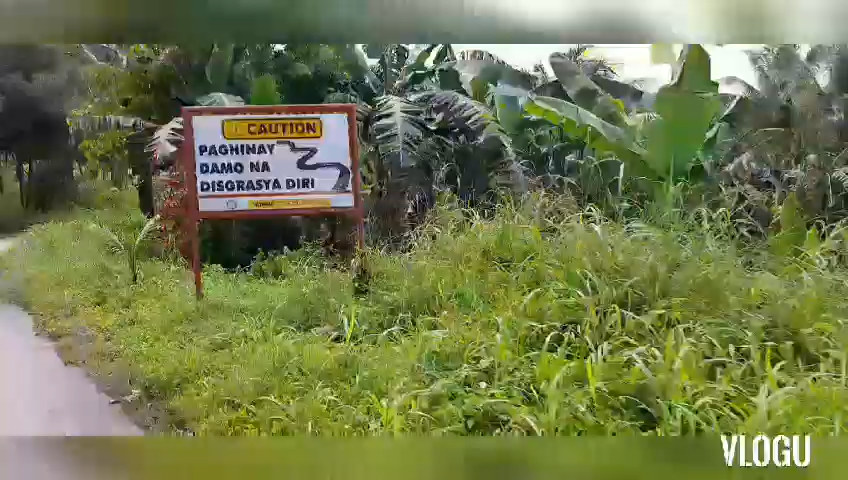 CAUTION
PAGHINAY
DAMO NA
DISGRASYA DIRI
VLOGU